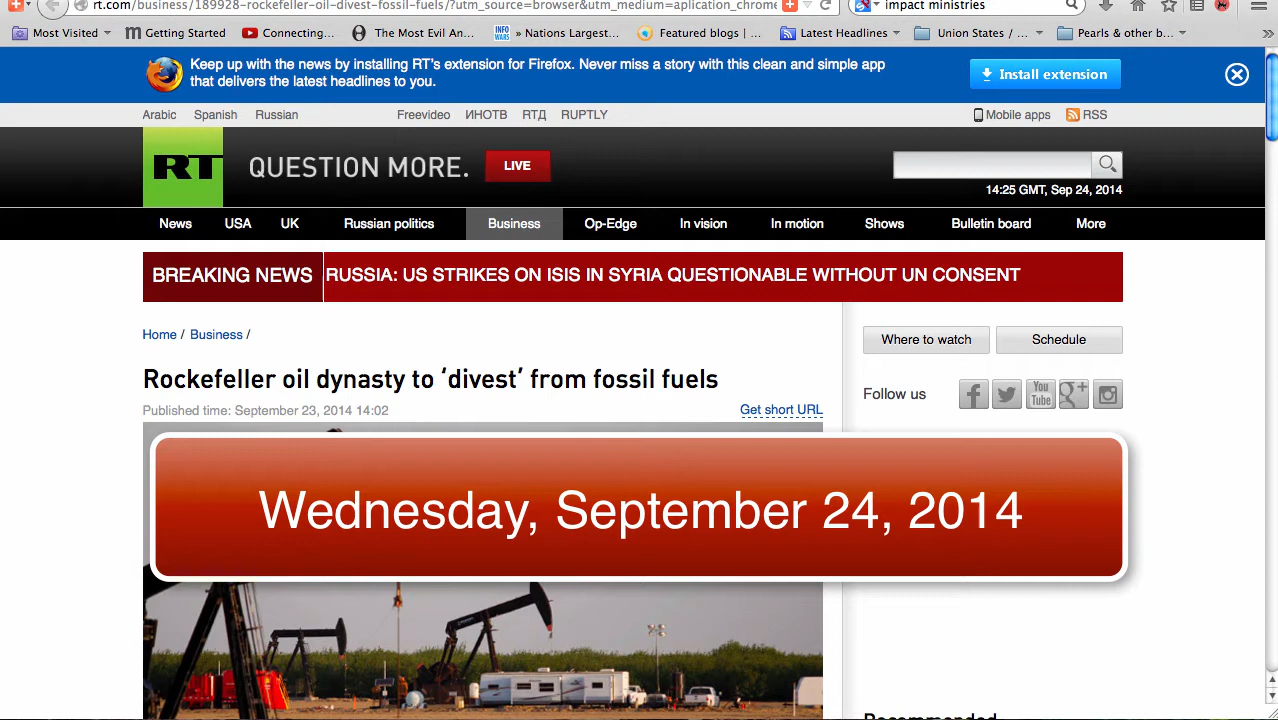 rt.com/business/189928-rockefeller-oil-divest-fossil-fuels/?utm_source=browser&utm_medium=aplication_chrome
impact ministries
Most Visited
Getting Started
Connecting...
The Most Evil An...
INFO WARS
» Nations Largest...
Featured blogs | ...
Latest Headlines
Union States / ...
Pearls & other b...
Keep up with the news by installing RT's extension for Firefox. Never miss a story with this clean and simple app
that delivers the latest headlines to you.
Install extension
Arabic Spanish Russian Freevideo ИНОТВ РТД RUPTLY Mobile apps RSS
RT QUESTION MORE. LIVE
14:25 GMT, Sep 24, 2014
News USA UK Russian politics Business Op-Edge In vision In motion Shows Bulletin board More
BREAKING NEWS RUSSIA: US STRIKES ON ISIS IN SYRIA QUESTIONABLE WITHOUT UN CONSENT
Home / Business /
Where to watch Schedule
Rockefeller oil dynasty to ‘divest’ from fossil fuels
Follow us
You Tube
Published time: September 23, 2014 14:02
Get short URL
Wednesday, September 24, 2014
Recommended